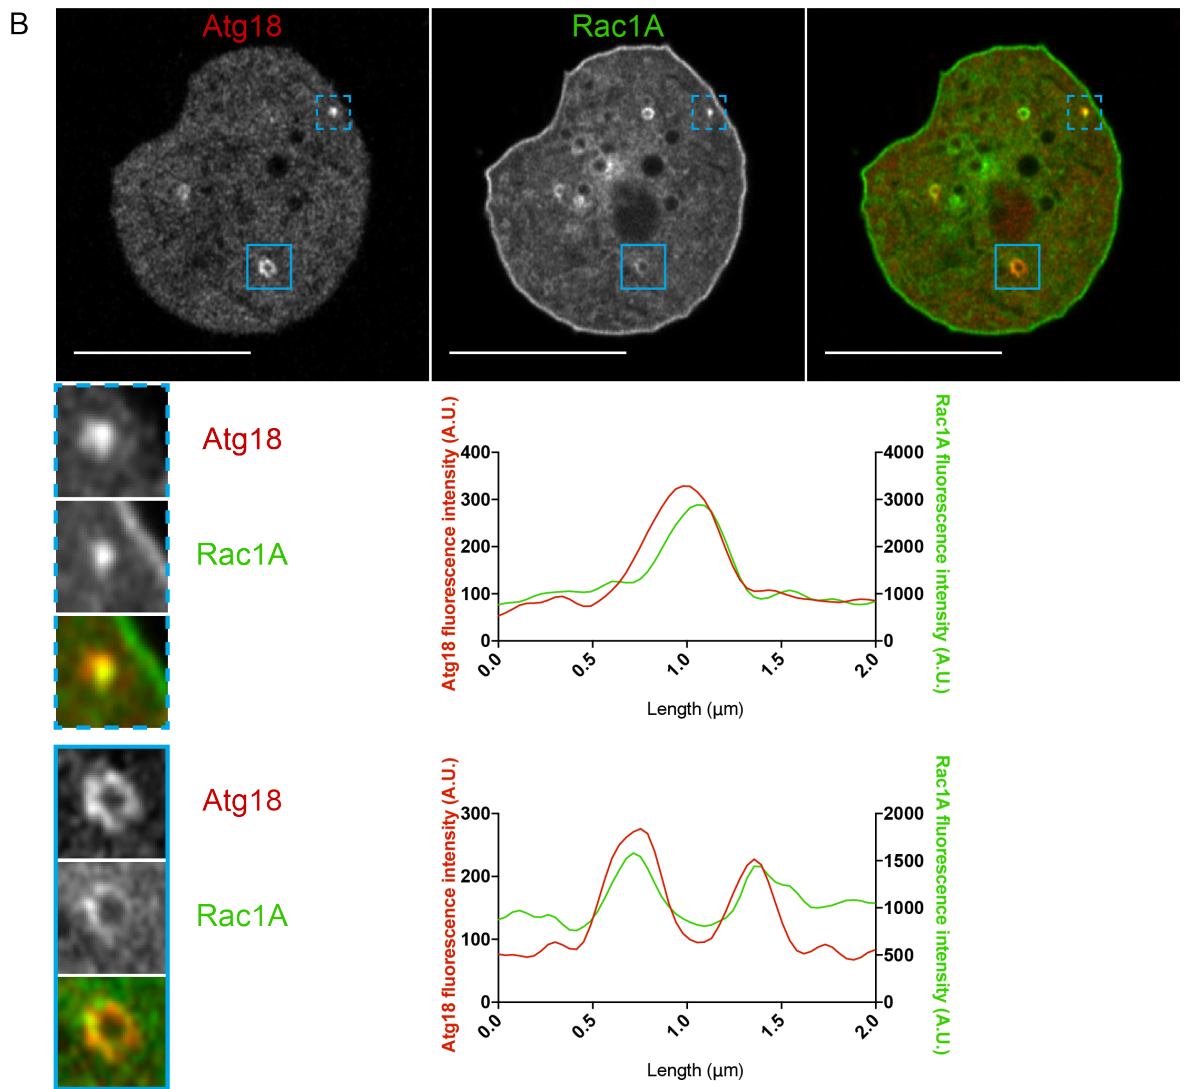 B
Atg18
Rac1A
Atg18
Rac1A
Atg18 fluorescence intensity (A.U.)
400
300
200
100
0
Rac1A fluorescence intensity (A.U.)
4000
3000
2000
1000
0
0.0
0.5
1.0
1.5
2.0
Length (µm)
Atg18
Rac1A
Atg18 fluorescence intensity (A.U.)
300
200
100
0
Rac1A fluorescence intensity (A.U.)
2000
1500
1000
500
0
0.0
0.5
1.0
1.5
2.0
Length (µm)